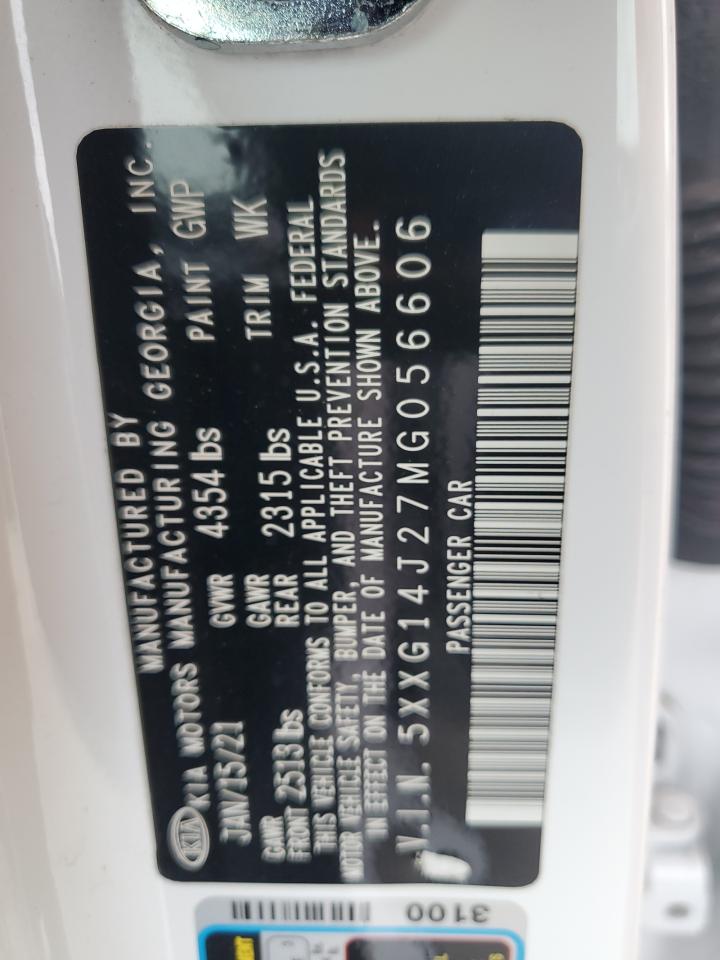 MANUFACTURED BY
KIA KIA MOTORS MANUFACTURING GEORGIA, INC.
JAN/15/21 GVWR 4354 lbs PAINT GWP
GAWR FRONT 2513 lbs GAWR REAR 2315 lbs TRIM WK
THIS VEHICLE CONFORMS TO ALL APPLICABLE U.S.A. FEDERAL
MOTOR VEHICLE SAFETY, BUMPER, AND THEFT PREVENTION STANDARDS
IN EFFECT ON THE DATE OF MANUFACTURE SHOWN ABOVE.
V.I.N. 5XXG14J27MG056606
PASSENGER CAR
3100